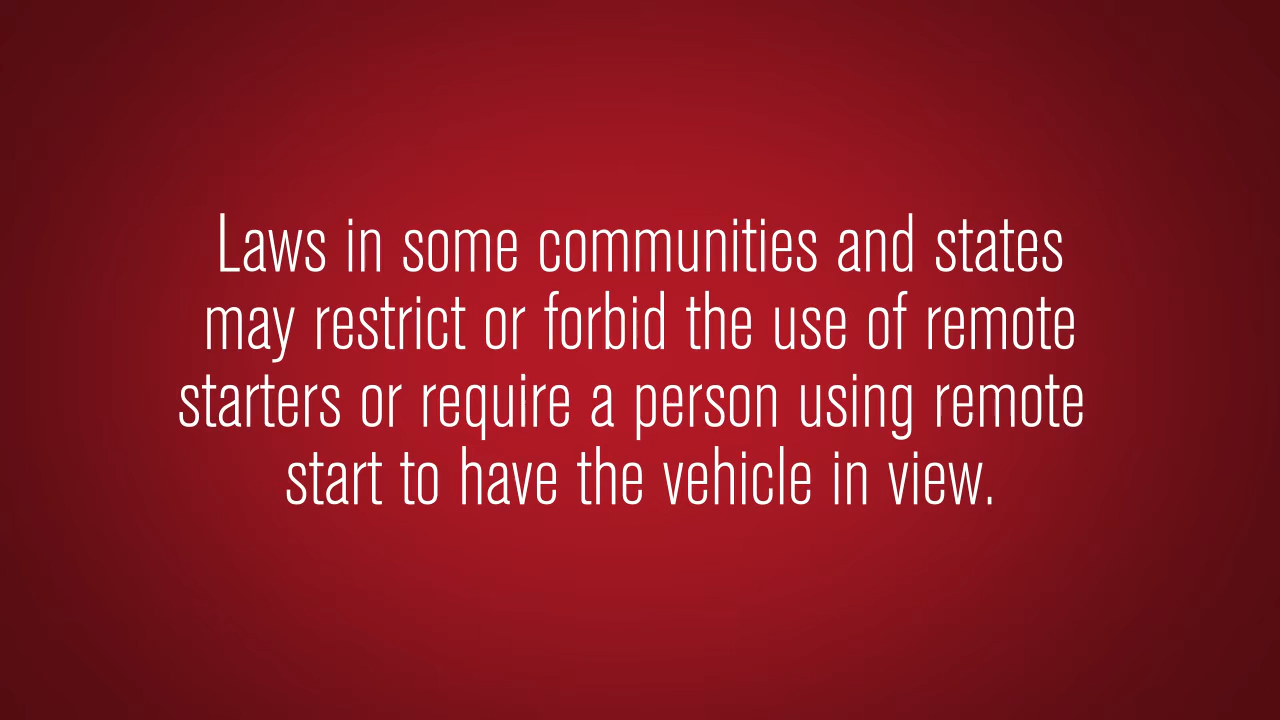 Laws in some communities and states
may restrict or forbid the use of remote
starters or require a person using remote
start to have the vehicle in view.